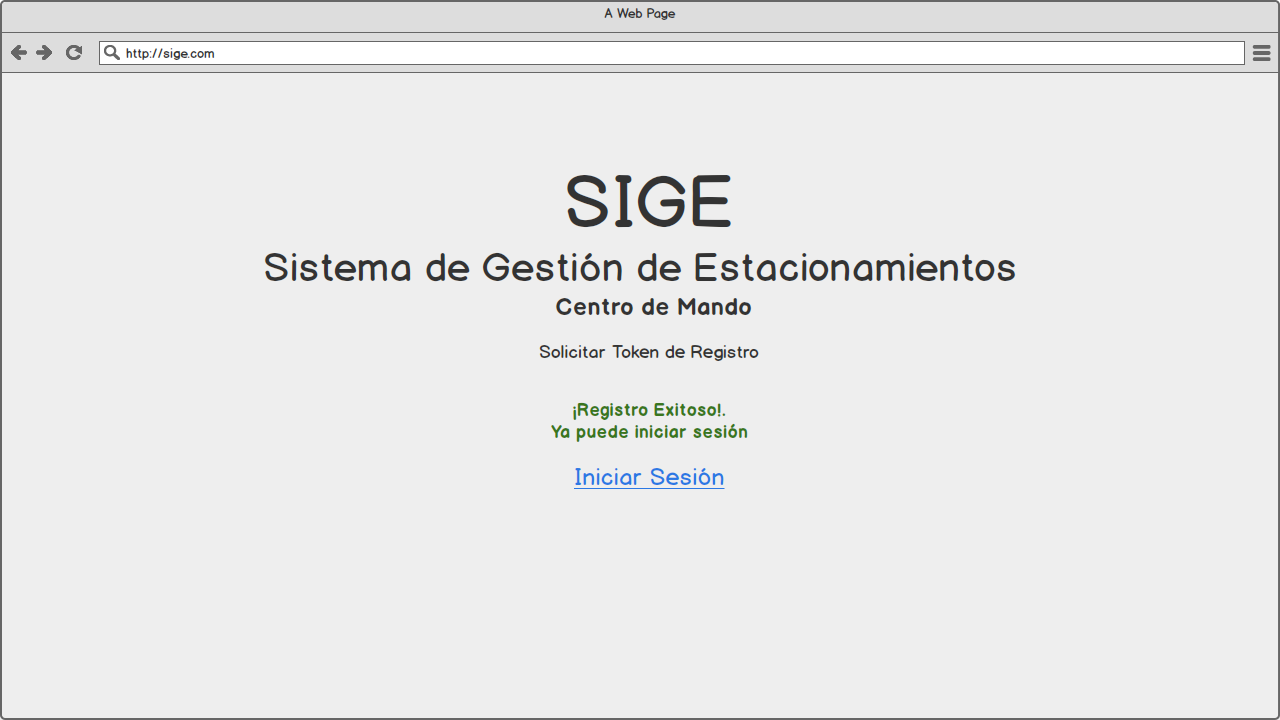 A Web Page
http://sige.com
SIGE
Sistema de Gestión de Estacionamientos
Centro de Mando
Solicitar Token de Registro
¡Registro Exitoso!.
Ya puede iniciar sesión
Iniciar Sesión